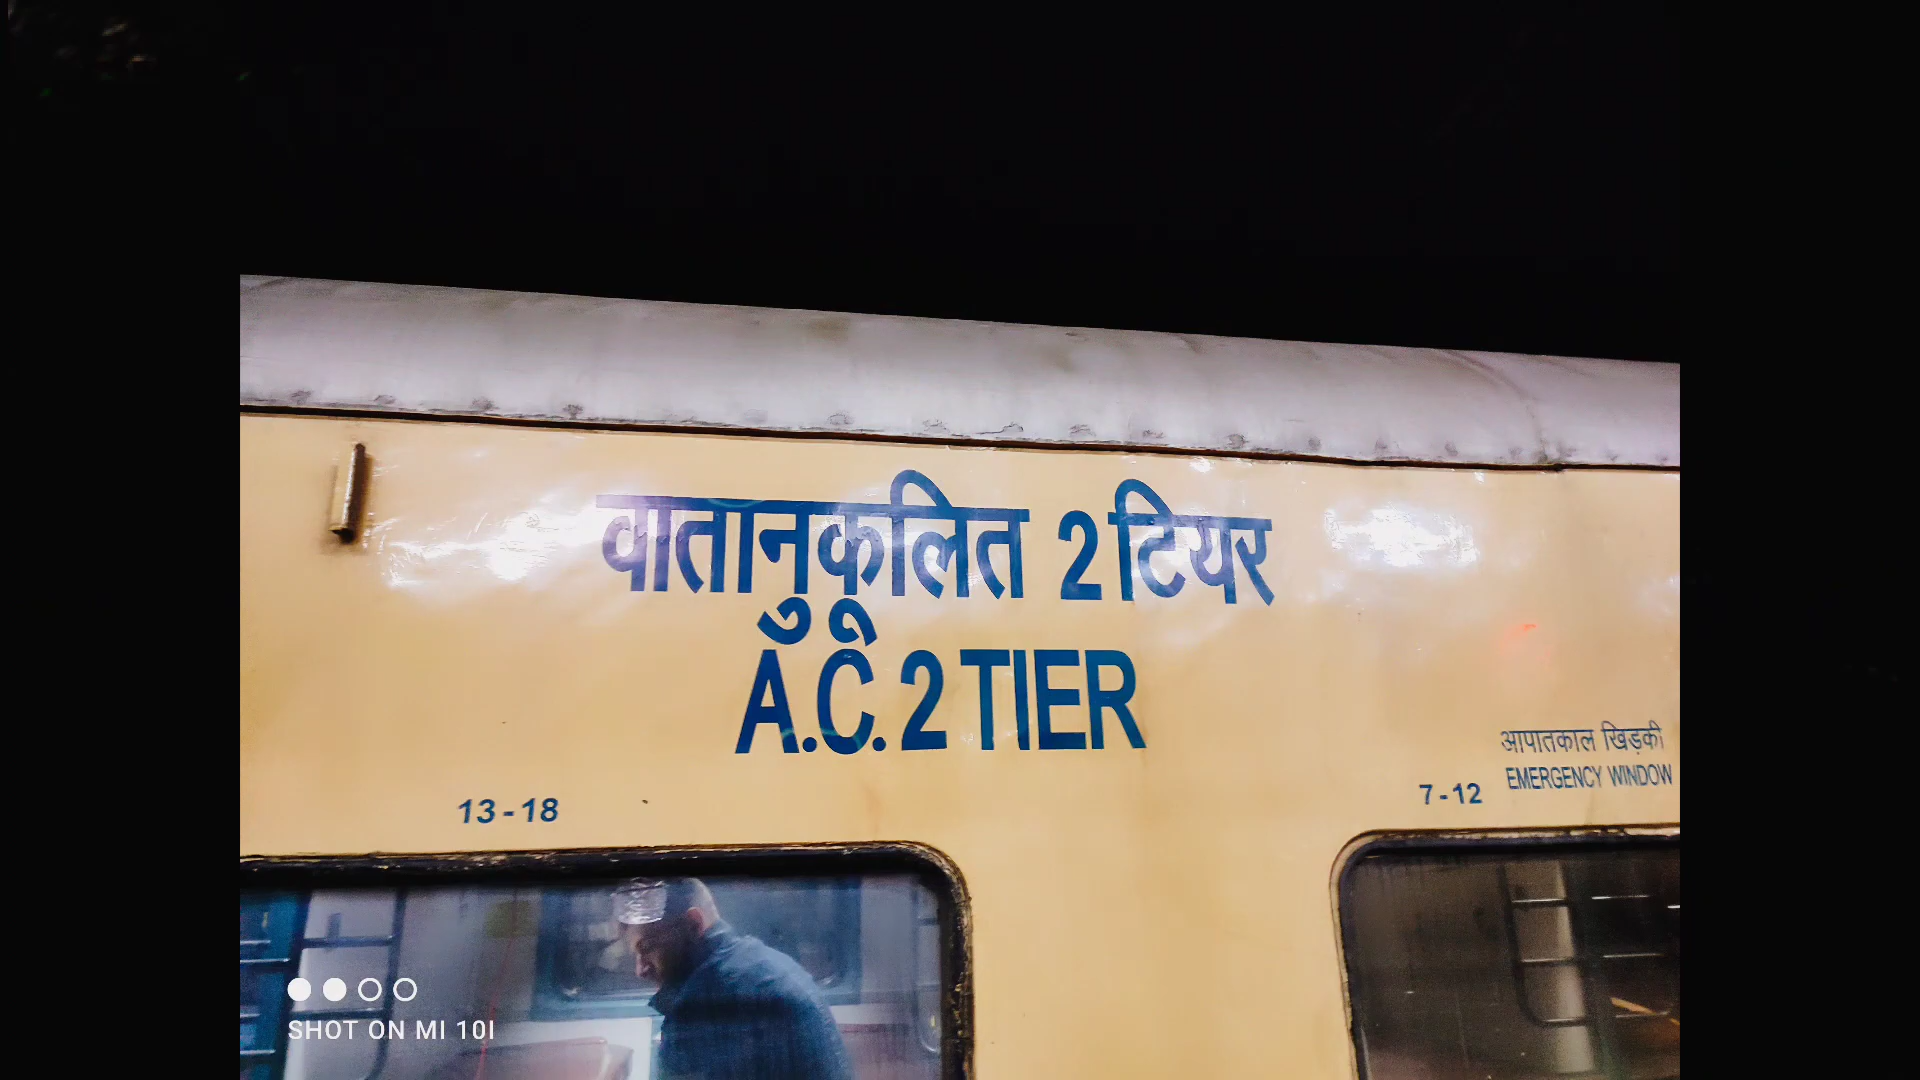 वातानुकूलित 2 टियर
A.C. 2 TIER
आपातकाल खिड़की
EMERGENCY WINDOW
13-18
7-12
SHOT ON MI 10I